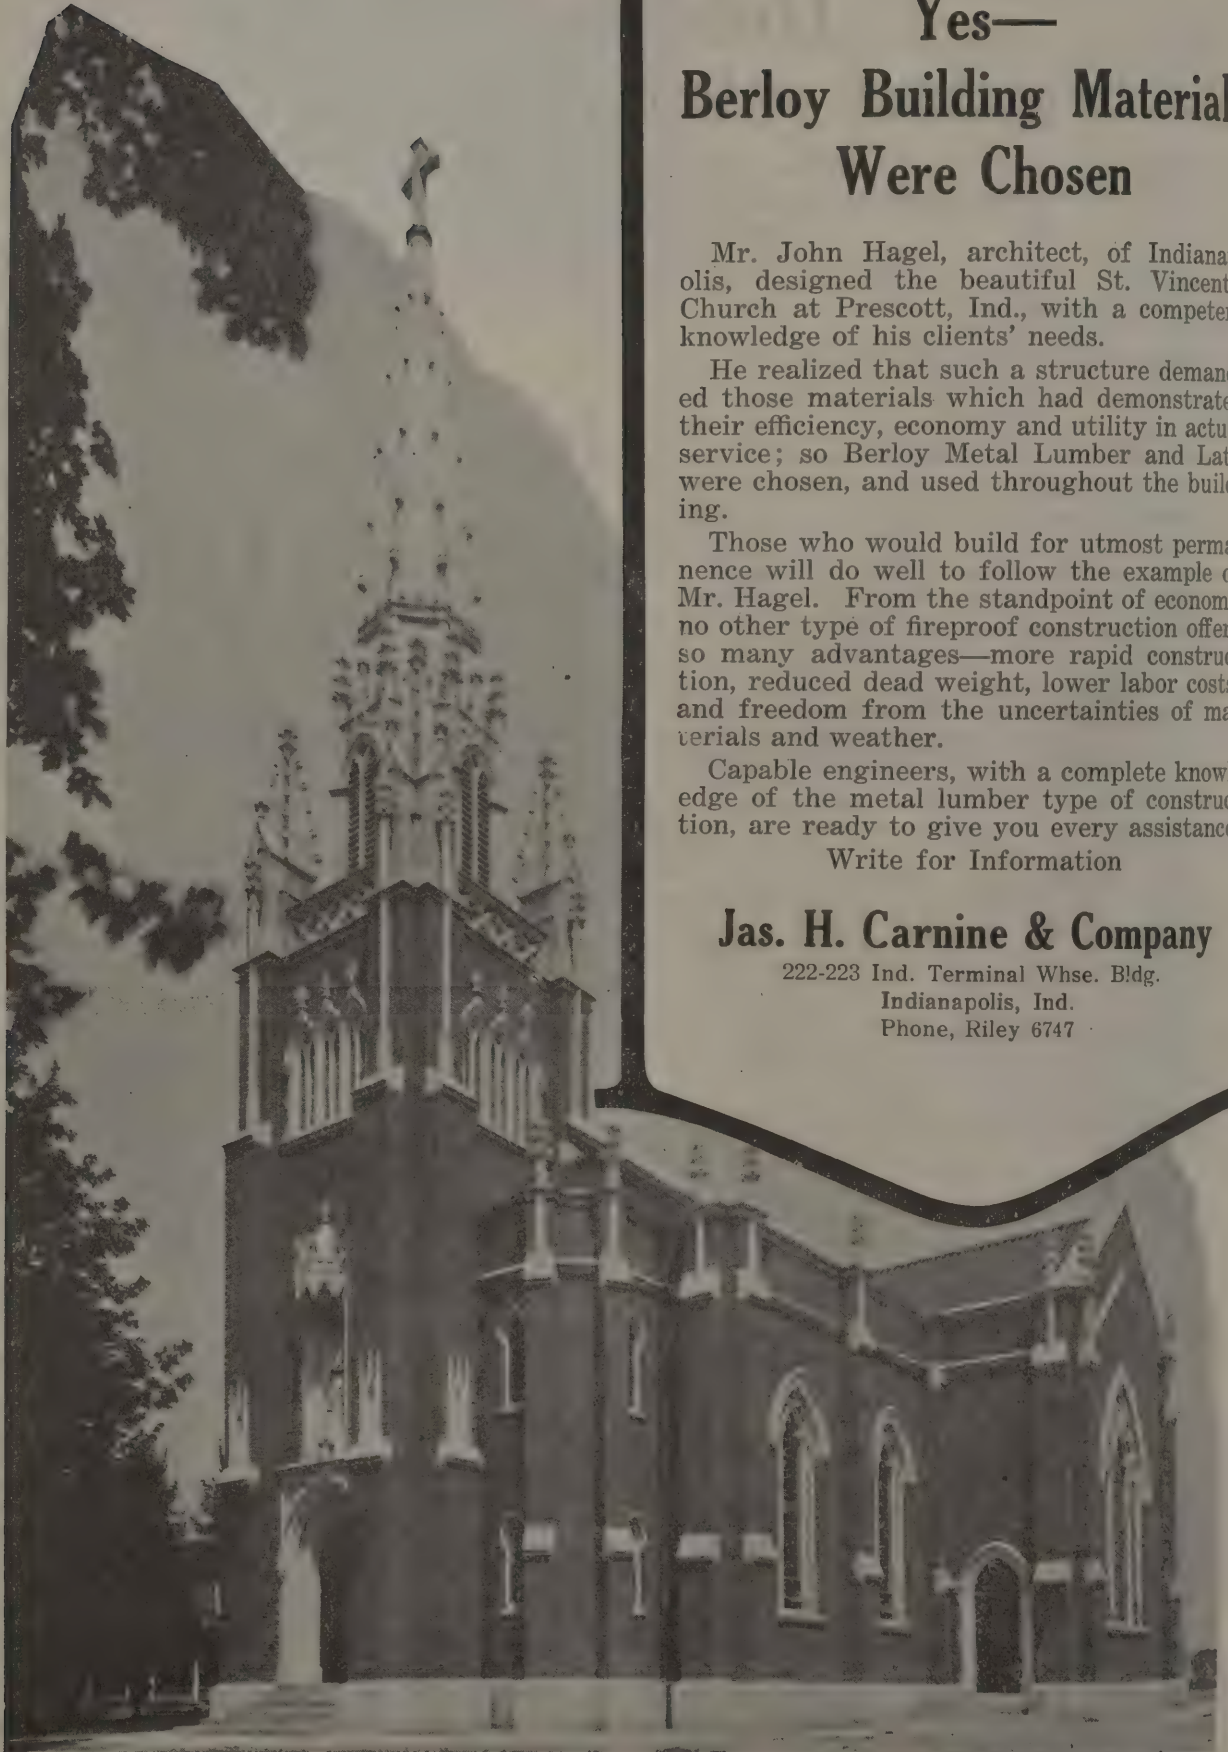 Yes—
Berloy Building Material
Were Chosen
Mr. John Hagel, architect, of Indiana
olis, designed the beautiful St. Vincent
Church at Prescott, Ind., with a compete
knowledge of his clients' needs.
He realized that such a structure deman
ed those materials which had demonstrate
their efficiency, economy and utility in actu
service; so Berloy Metal Lumber and Lat
were chosen, and used throughout the buil
ing.
Those who would build for utmost perma
nence will do well to follow the example o
Mr. Hagel. From the standpoint of econom
no other type of fireproof construction offer
so many advantages—more rapid construc
tion, reduced dead weight, lower labor costs
and freedom from the uncertainties of ma
terials and weather.
Capable engineers, with a complete know
edge of the metal lumber type of construc
tion, are ready to give you every assistance
Write for Information
Jas. H. Carnine & Company
222-223 Ind. Terminal Whse. Bldg.
Indianapolis, Ind.
Phone, Riley 6747